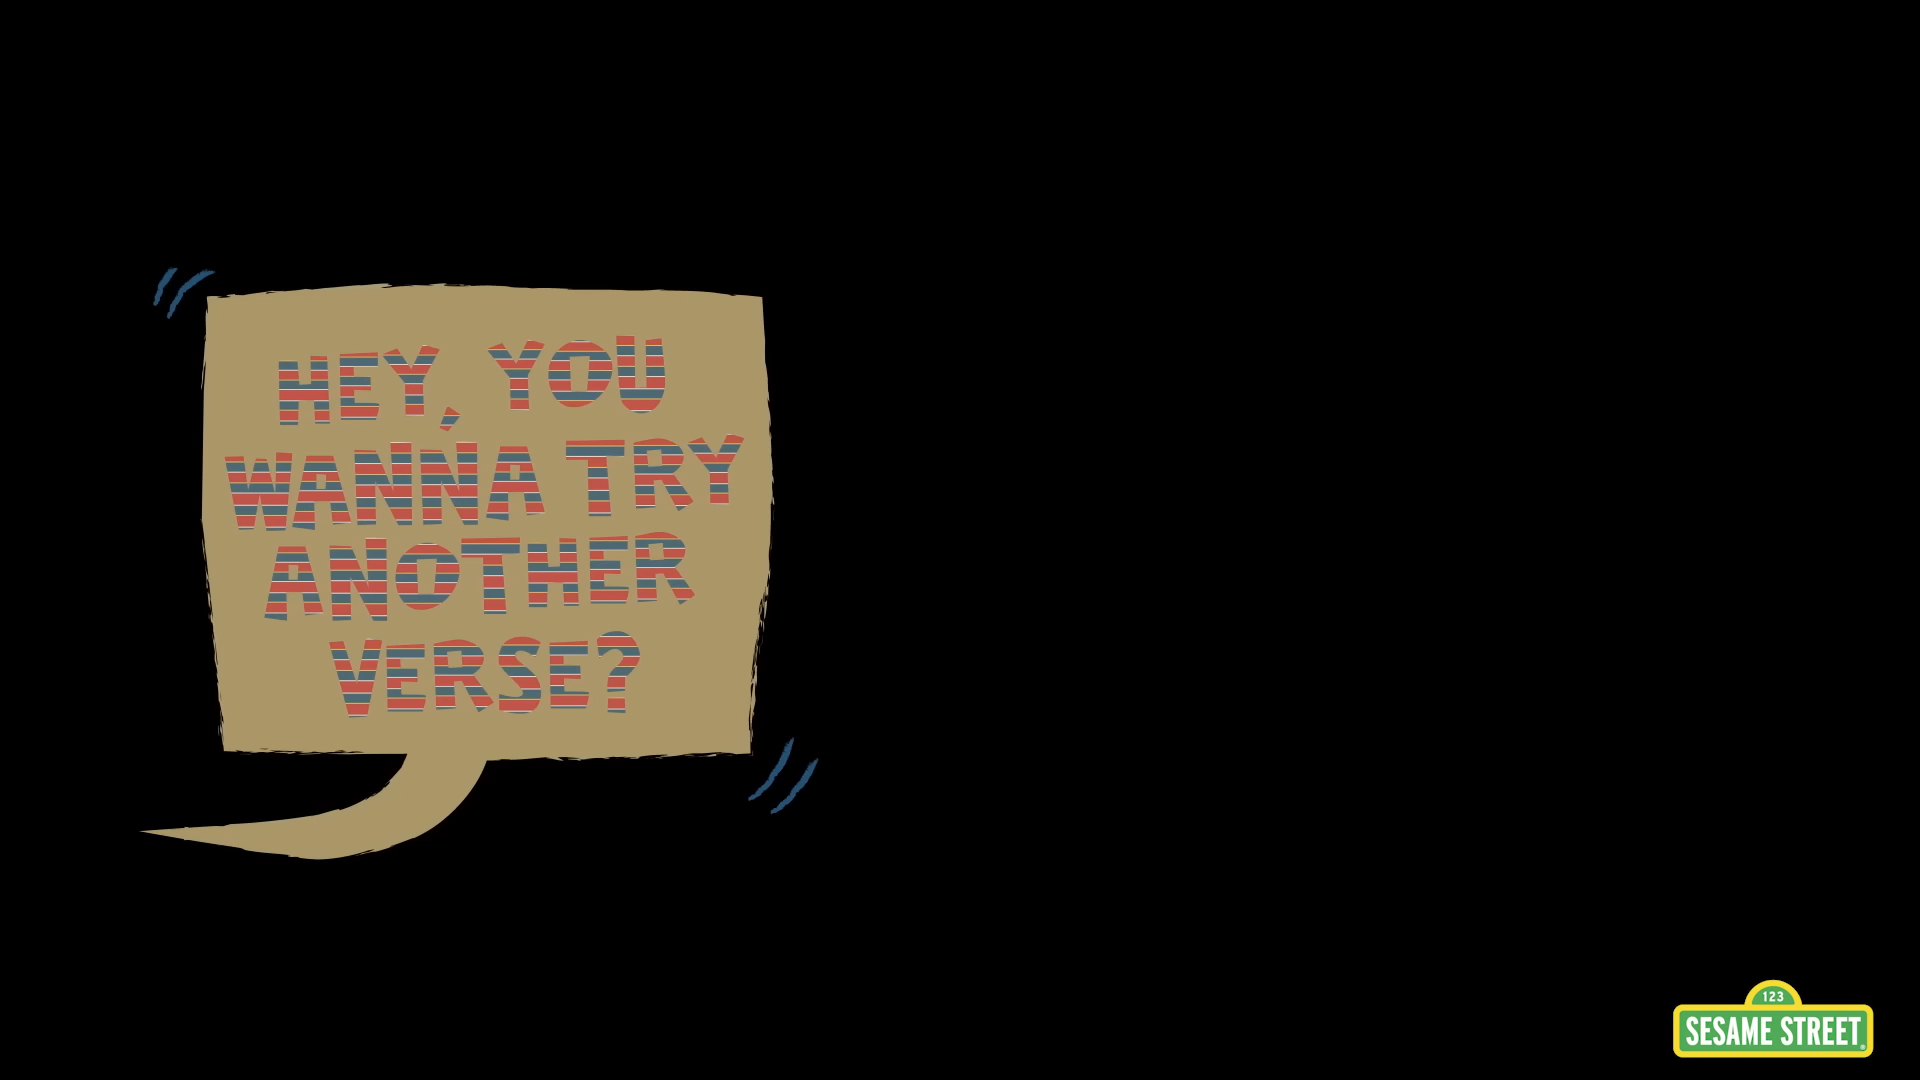 HEY, YOU
WANNA TRY
ANOTHER
VERSE?
123
SESAME STREET